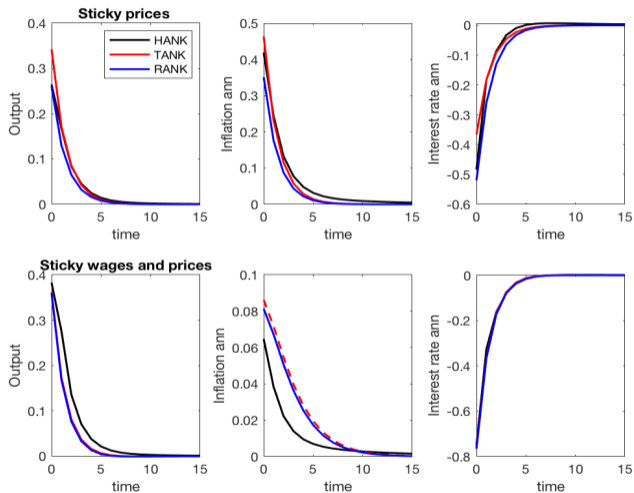 Sticky prices
0.4
0.3
0.2
0.1
0
Output
HANK
TANK
RANK
0 5 10 15
time
0.5
0.4
0.3
0.2
0.1
0
Inflation ann
0 5 10 15
time
0
-0.1
-0.2
-0.3
-0.4
-0.5
-0.6
Interest rate ann
0 5 10 15
time
Sticky wages and prices
0.4
0.3
0.2
0.1
0
Output
0 5 10 15
time
0.1
0.08
0.06
0.04
0.02
0
Inflation ann
0 5 10 15
time
0
-0.2
-0.4
-0.6
-0.8
Interest rate ann
0 5 10 15
time